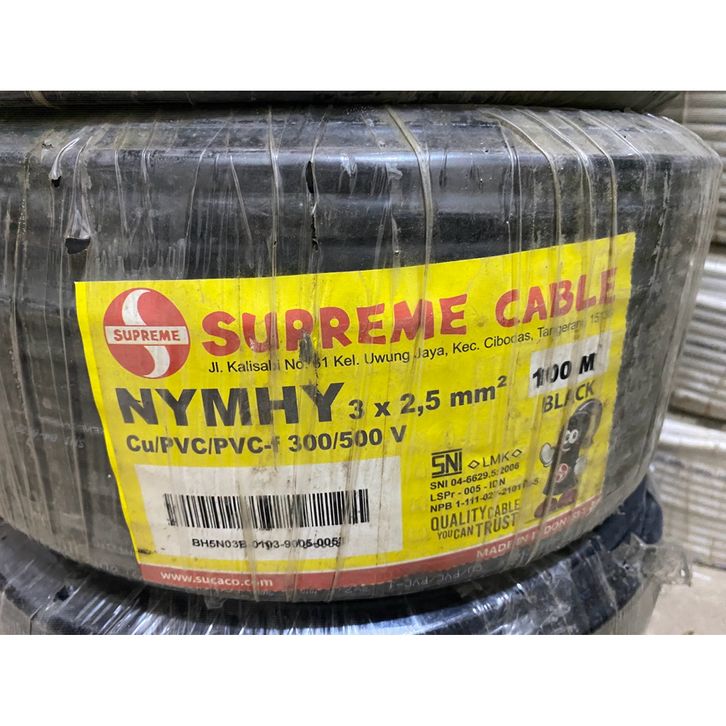 SUPREME
SUPREME CABLE
Jl. Kalisabi No. 61 Kel. Uwung Jaya, Kec. Cibodas, Tangerang
NYMHY 3 x 2,5 mm²
100 M
BLACK
Cu/PVC/PVC-f 300/500 V
SNI LMK
SNI 04-6629.5:2006
LSPr - 005 - IDN
NPB
QUALITY CABLE
YOU CAN TRUST
MADE IN INDONESIA
www.sucaco.com